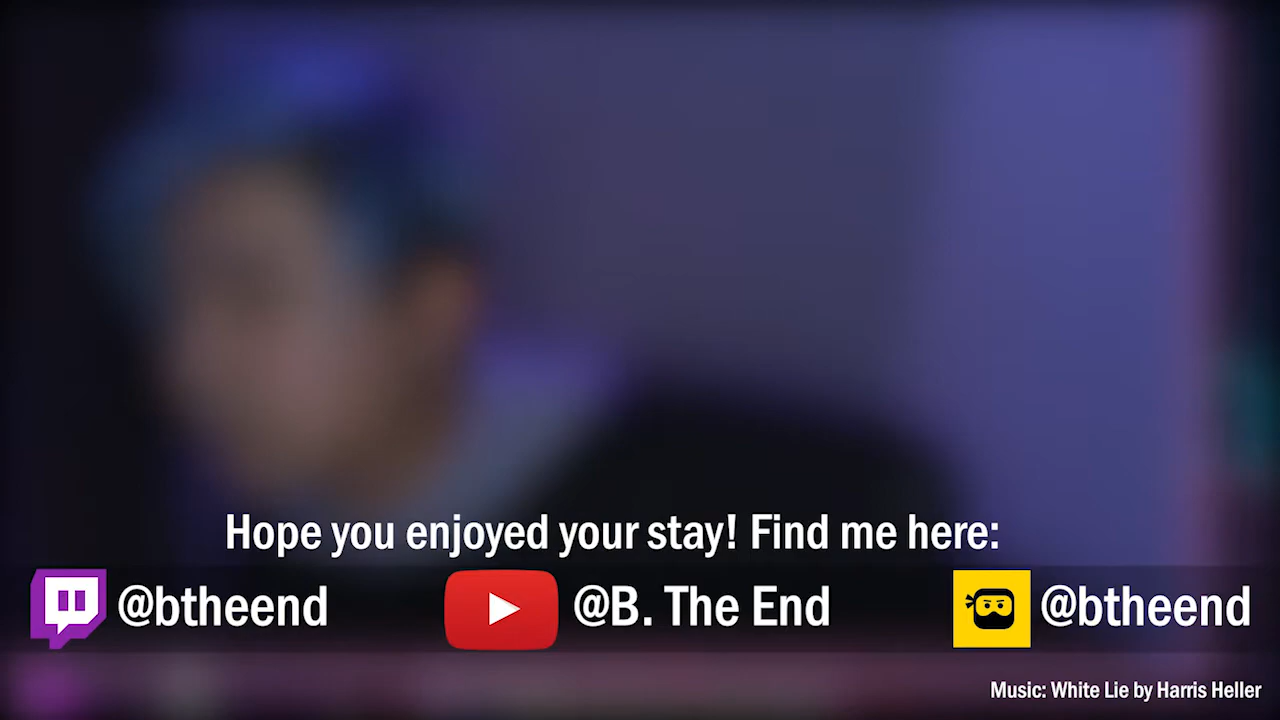 Hope you enjoyed your stay! Find me here:
@btheend @B. The End @btheend
Music: White Lie by Harris Heller